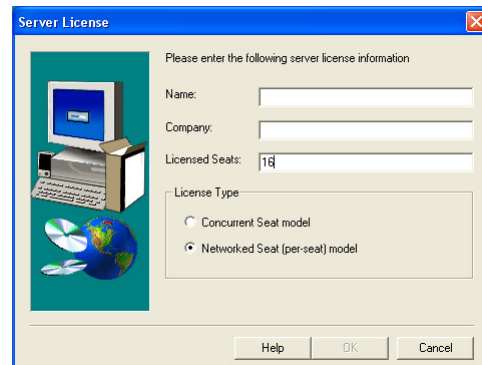 Server License
Please enter the following server license information
Name:
Company:
Licensed Seats: 16
License Type
Concurrent Seat model
Networked Seat (per-seat) model
Help OK Cancel